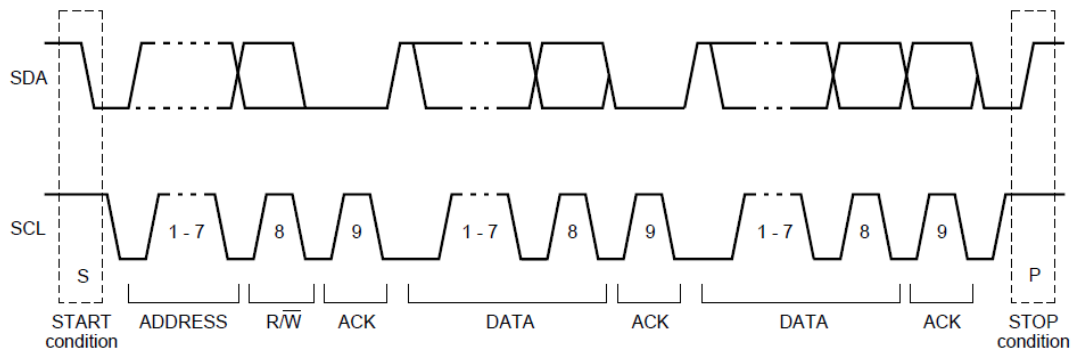 SDA
SCL
1 - 7
8
9
1 - 7
8
9
1 - 7
8
9
S
P
START
condition
ADDRESS
R/W̅
ACK
DATA
ACK
DATA
ACK
STOP
condition